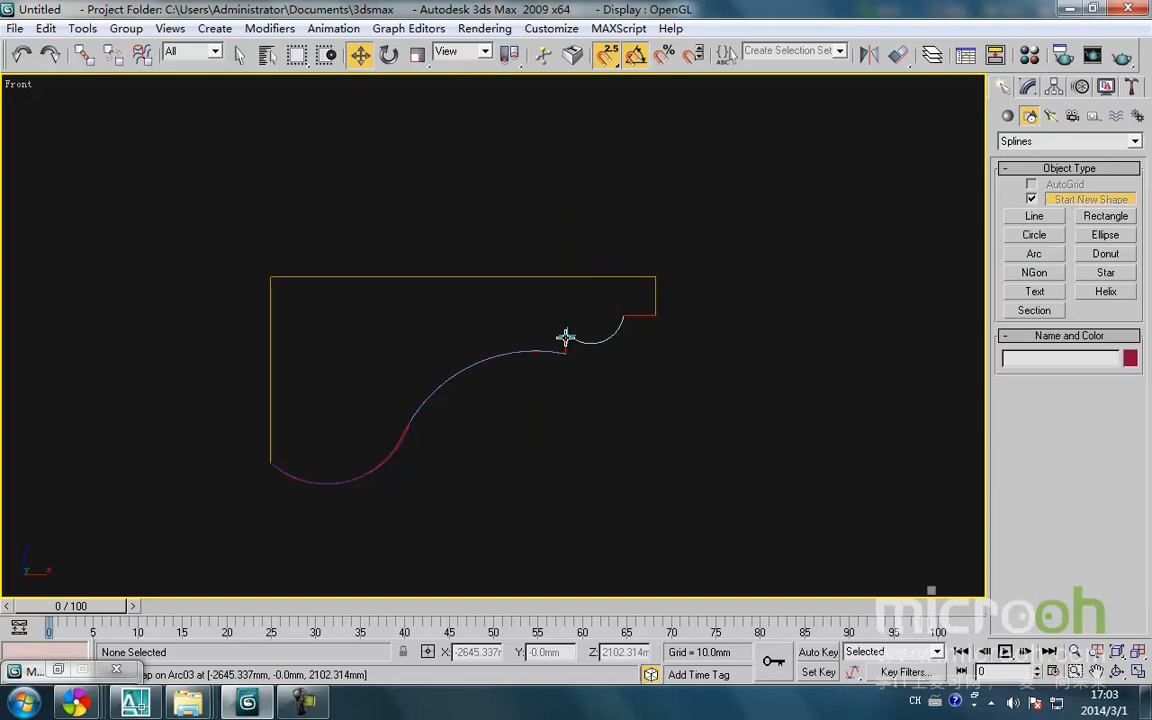 Untitled - Project Folder: C:\Users\Administrator\Documents\3dsmax - Autodesk 3ds Max 2009 x64 - Display : OpenGL
File Edit Tools Group Views Create Modifiers Animation Graph Editors Rendering Customize MAXScript Help
All View 2.5 Create Selection Set
Front
Splines
- Object Type
AutoGrid
Start New Shape
Line Rectangle
Circle Ellipse
Arc Donut
NGon Star
Text Helix
Section
- Name and Color
microoh
0 / 100
0 5 10 15 20 25 30 35 40 45 50 55 60 65 70 75 80 85 90 95 100
None Selected X: -2645.337m Y: -0.0mm Z: 2102.314m Grid = 10.0mm Auto Key Selected
M... ap on Arc03 at [-2645.337mm, -0.0mm, 2102.314mm] Add Time Tag Set Key Key Filters... 0
CH 17:03
2014/3/1